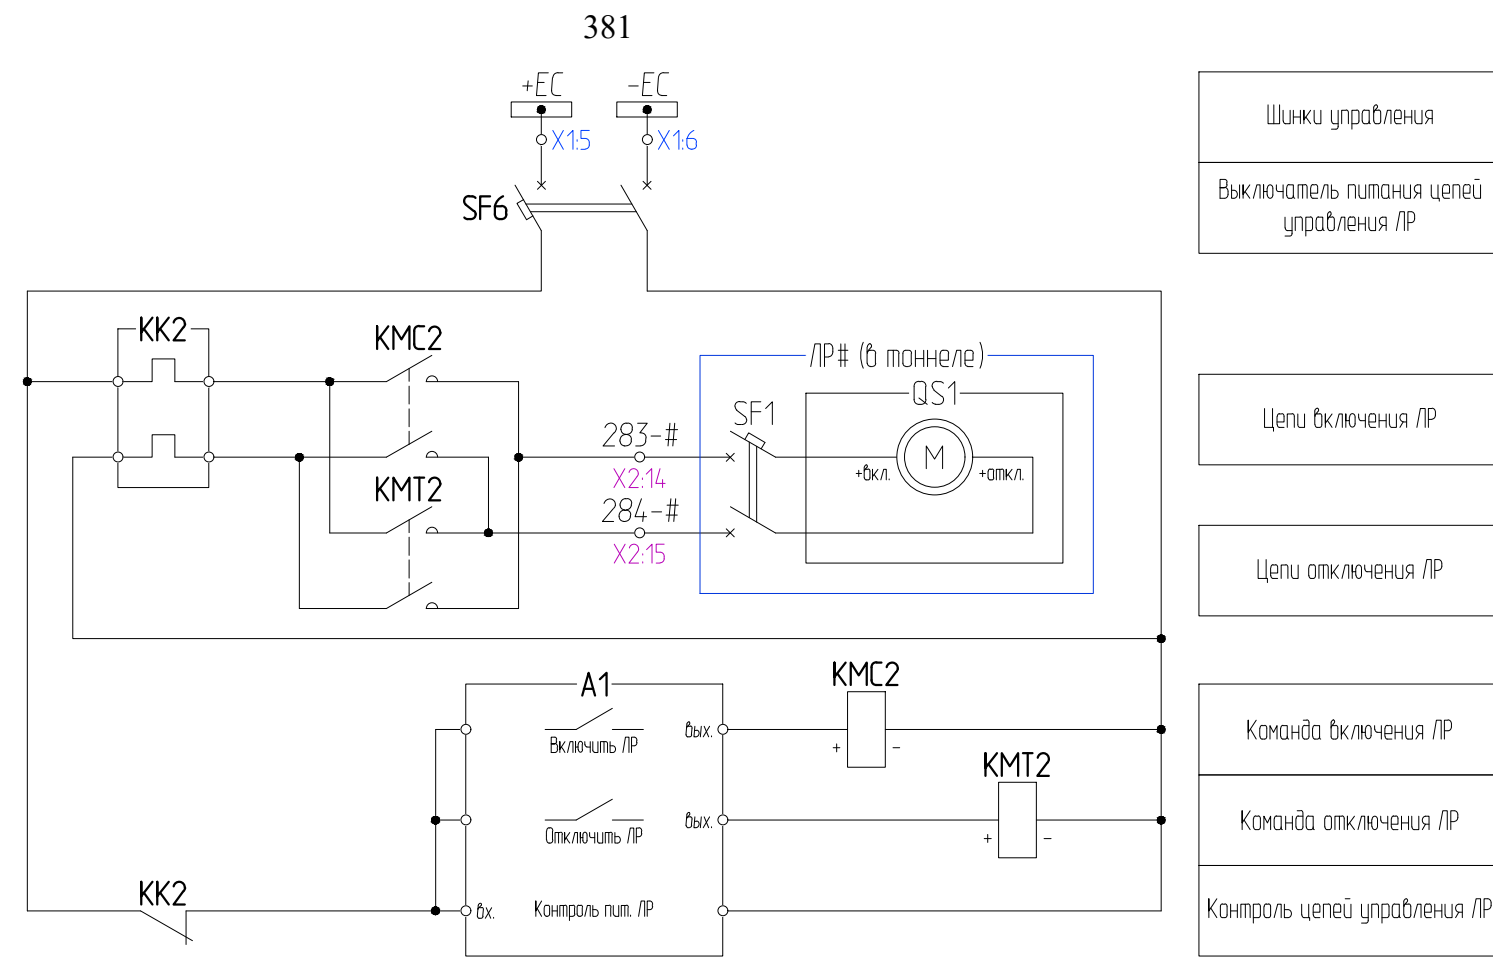 381
+ЕС
-ЕС
X1:5
X1:6
SF6
Шинки управления
Выключатель питания цепей
управления ЛР
KK2
KMC2
KMT2
283-#
X2:14
284-#
X2:15
ЛР# (в тоннеле)
QS1
SF1
M
+вкл.
+откл.
Цепи включения ЛР
Цепи отключения ЛР
A1
Включить ЛР
вых.
Отключить ЛР
вых.
вх.
Контроль пит. ЛР
KMC2
+
-
KMT2
+
-
KK2
Команда включения ЛР
Команда отключения ЛР
Контроль цепей управления ЛР